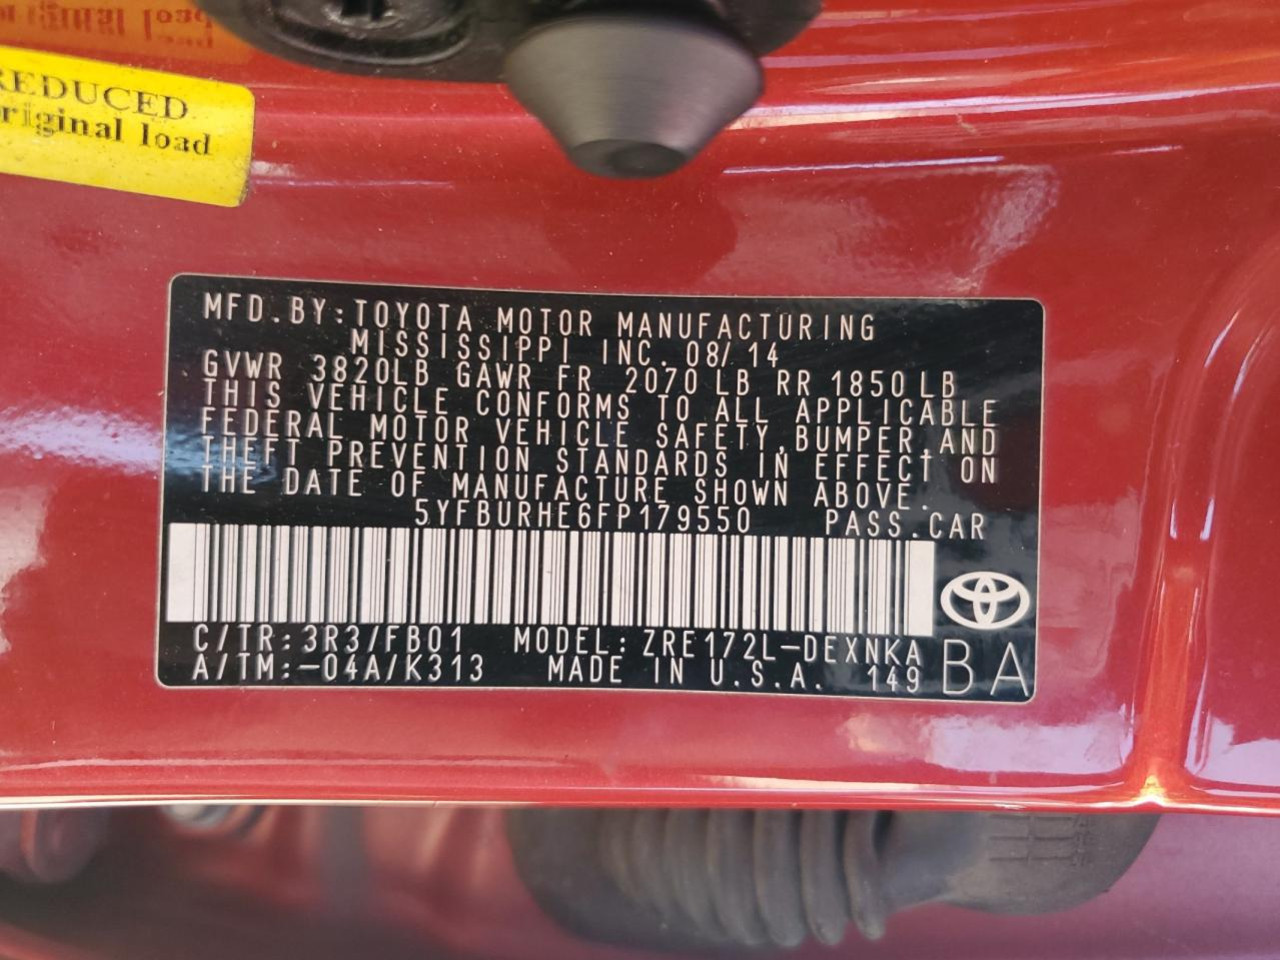 REDUCED
original load
MFD.BY:TOYOTA MOTOR MANUFACTURING
MISSISSIPPI INC. 08/14
GVWR 3820LB GAWR FR 2070 LB RR 1850 LB
THIS VEHICLE CONFORMS TO ALL APPLICABLE
FEDERAL MOTOR VEHICLE SAFETY,BUMPER,AND
THEFT PREVENTION STANDARDS IN EFFECT ON
THE DATE OF MANUFACTURE SHOWN ABOVE.
5YFBURHE6FP179550 PASS.CAR
C/TR:3R3/FB01 MODEL:ZRE172L-DEXNKA
A/TM:-04A/K313 MADE IN U.S.A. 149 BA